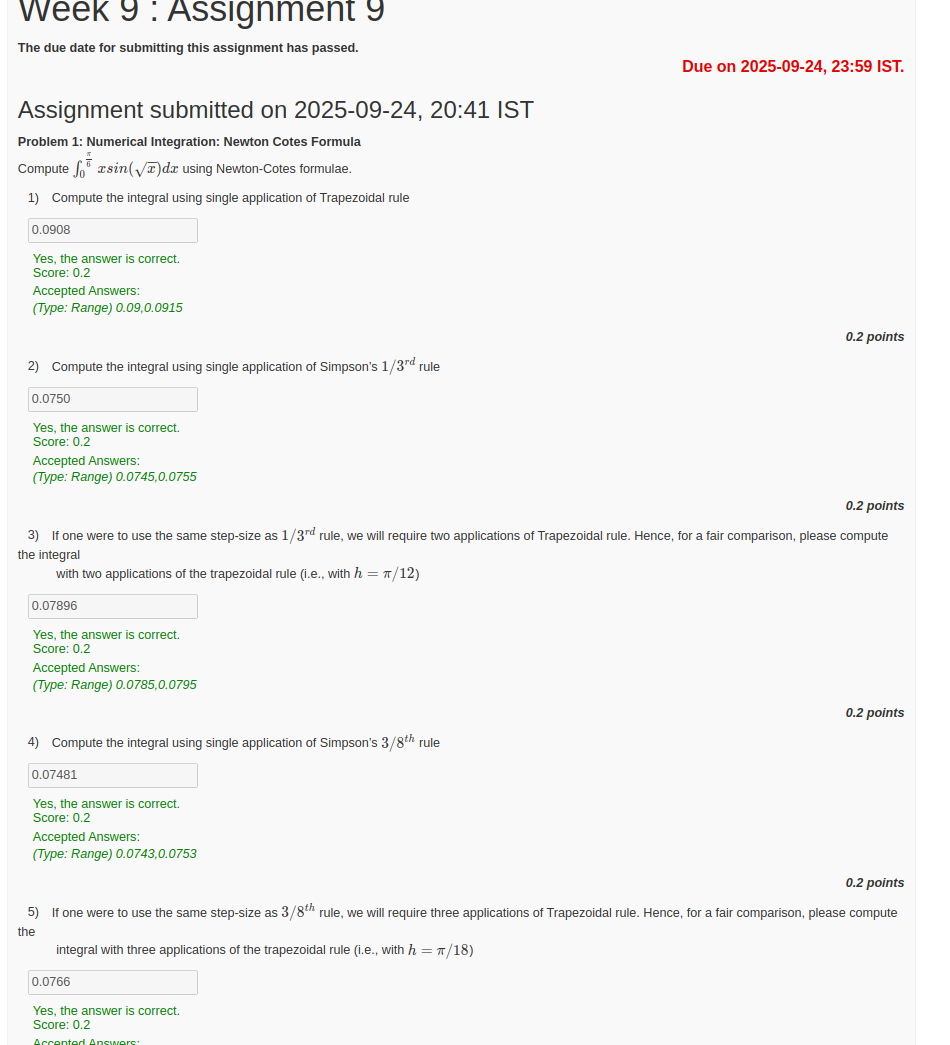 Week 9 : Assignment 9
The due date for submitting this assignment has passed.
Due on 2025-09-24, 23:59 IST.
Assignment submitted on 2025-09-24, 20:41 IST
Problem 1: Numerical Integration: Newton Cotes Formula
Compute ∫₀^(π/6) xsin(√x)dx using Newton-Cotes formulae.
1) Compute the integral using single application of Trapezoidal rule
0.0908
Yes, the answer is correct.
Score: 0.2
Accepted Answers:
(Type: Range) 0.09,0.0915
0.2 points
2) Compute the integral using single application of Simpson's 1/3^rd rule
0.0750
Yes, the answer is correct.
Score: 0.2
Accepted Answers:
(Type: Range) 0.0745,0.0755
0.2 points
3) If one were to use the same step-size as 1/3^rd rule, we will require two applications of Trapezoidal rule. Hence, for a fair comparison, please compute
the integral
with two applications of the trapezoidal rule (i.e., with h = π/12)
0.07896
Yes, the answer is correct.
Score: 0.2
Accepted Answers:
(Type: Range) 0.0785,0.0795
0.2 points
4) Compute the integral using single application of Simpson's 3/8^th rule
0.07481
Yes, the answer is correct.
Score: 0.2
Accepted Answers:
(Type: Range) 0.0743,0.0753
0.2 points
5) If one were to use the same step-size as 3/8^th rule, we will require three applications of Trapezoidal rule. Hence, for a fair comparison, please compute
the
integral with three applications of the trapezoidal rule (i.e., with h = π/18)
0.0766
Yes, the answer is correct.
Score: 0.2
Accepted Answers: